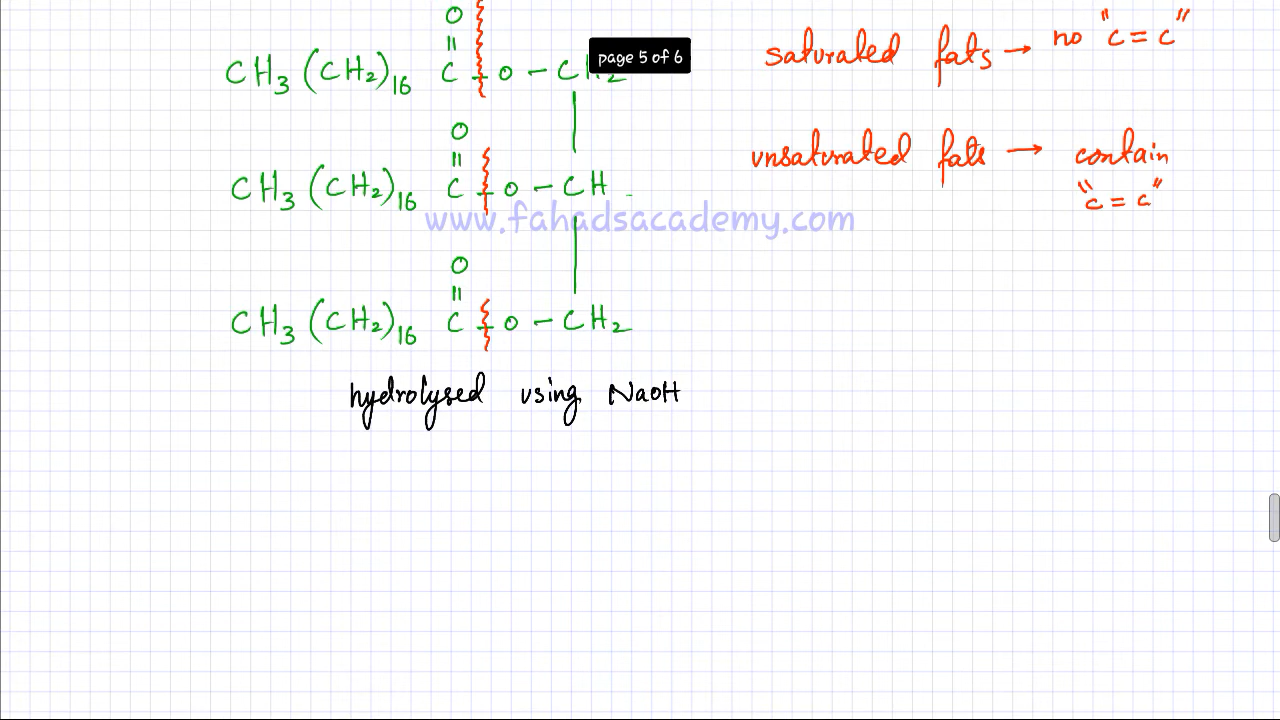 O
||
CH3 (CH2)16 C - O - CH2
O
||
CH3 (CH2)16 C - O - CH
O
||
CH3 (CH2)16 C - O - CH2
hydrolysed using NaOH
saturated fats → no "C = C"
unsaturated fats → contain
"C = C"
page 5 of 6
www.fahadsacademy.com